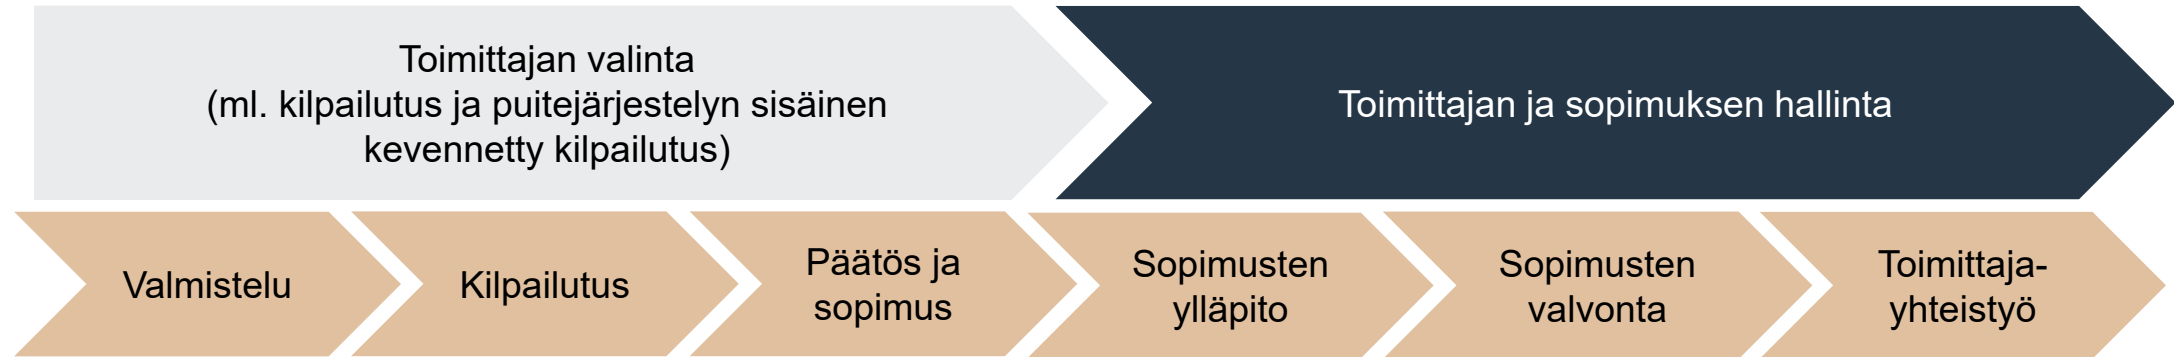 Toimittajan valinta
(ml. kilpailutus ja puitejärjestelyn sisäinen
kevennetty kilpailutus)
Toimittajan ja sopimuksen hallinta
Valmistelu
Kilpailutus
Päätös ja
sopimus
Sopimusten
ylläpito
Sopimusten
valvonta
Toimittaja-
yhteistyö